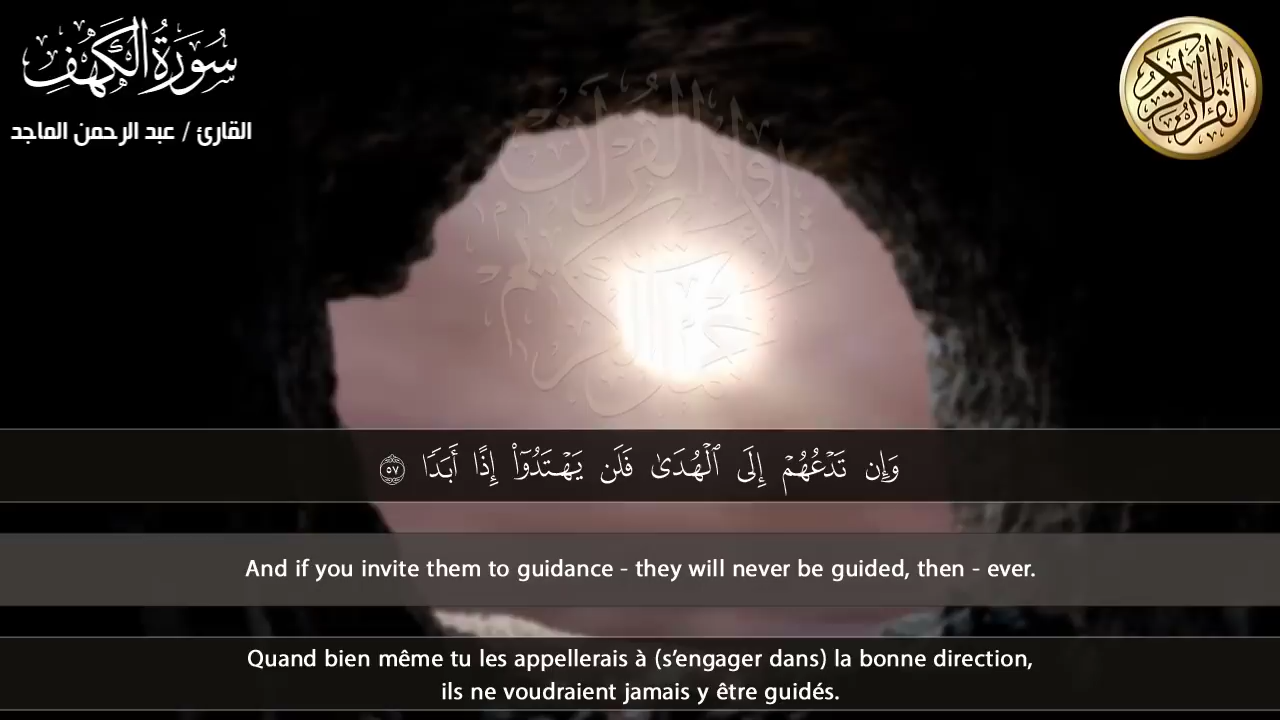 سُورَةُ الكَهْفِ
القارئ / عبد الرحمن الماجد
القرآن الكريم
وَإِن تَدۡعُهُمۡ إِلَى ٱلۡهُدَىٰ فَلَن يَهۡتَدُوٓاْ إِذًا أَبَدٗا ٥٧
And if you invite them to guidance - they will never be guided, then - ever.
Quand bien même tu les appellerais à (s’engager dans) la bonne direction,
ils ne voudraient jamais y être guidés.